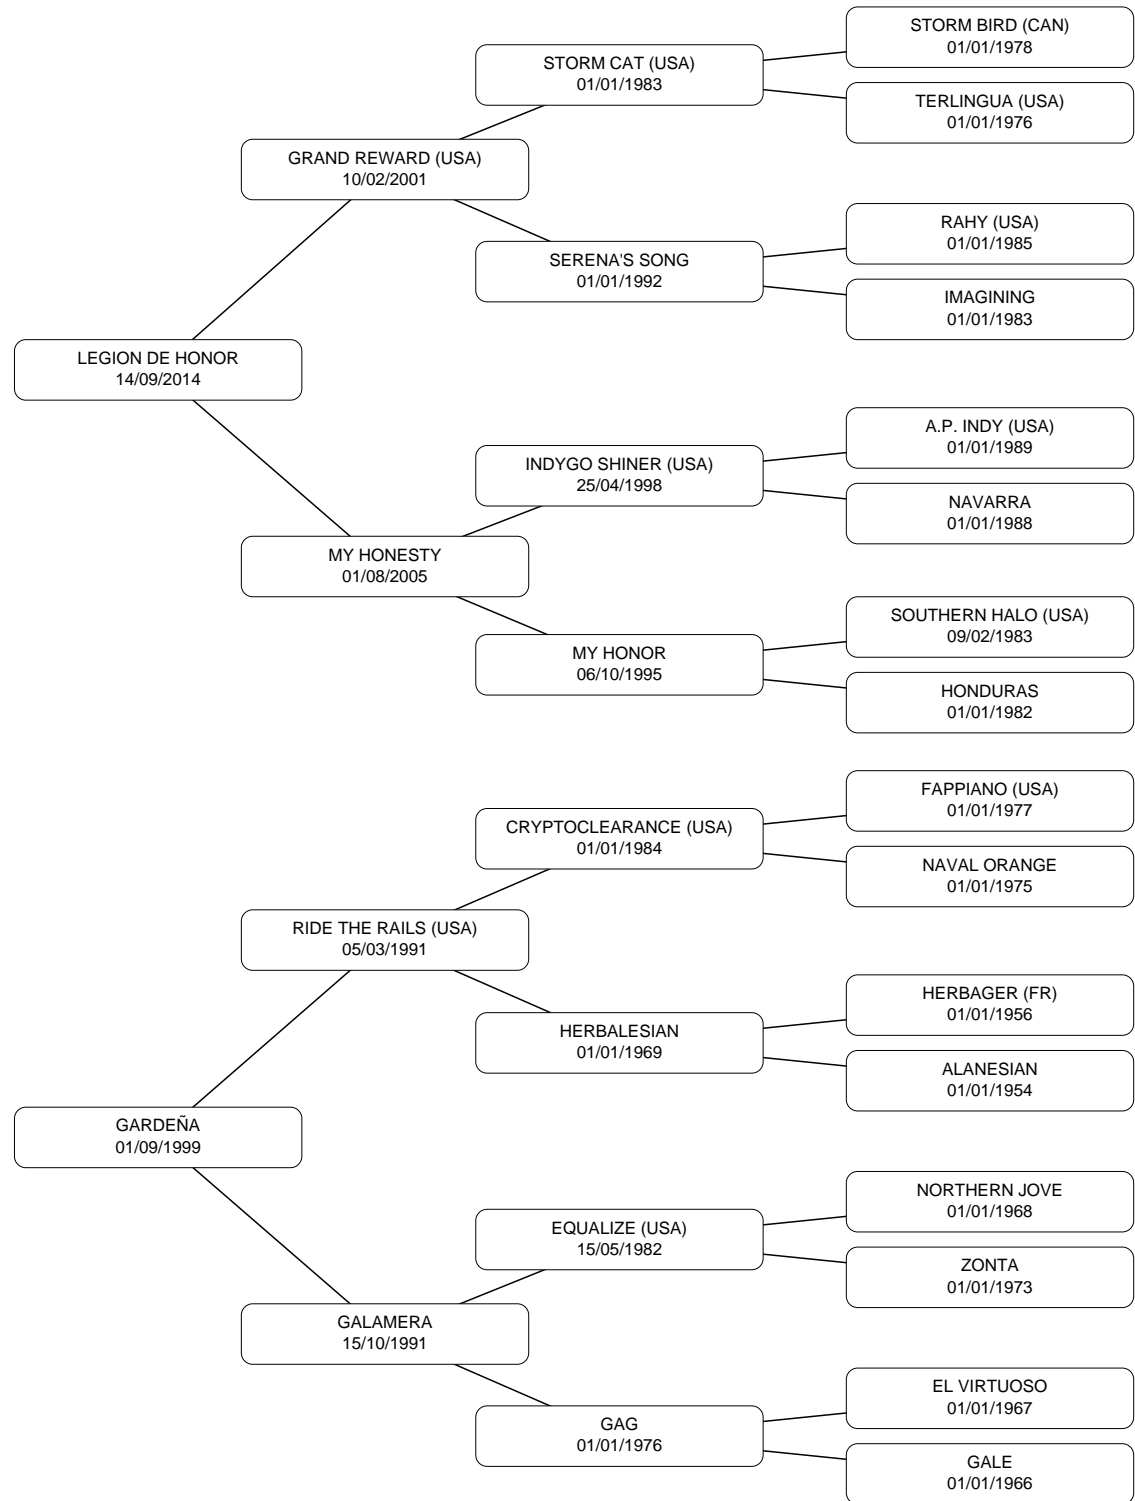 STORM BIRD (CAN)
01/01/1978
STORM CAT (USA)
01/01/1983
TERLINGUA (USA)
01/01/1976
GRAND REWARD (USA)
10/02/2001
RAHY (USA)
01/01/1985
SERENA'S SONG
01/01/1992
IMAGINING
01/01/1983
LEGION DE HONOR
14/09/2014
A.P. INDY (USA)
01/01/1989
INDYGO SHINER (USA)
25/04/1998
NAVARRA
01/01/1988
MY HONESTY
01/08/2005
SOUTHERN HALO (USA)
09/02/1983
MY HONOR
06/10/1995
HONDURAS
01/01/1982
FAPPIANO (USA)
01/01/1977
CRYPTOCLEARANCE (USA)
01/01/1984
NAVAL ORANGE
01/01/1975
RIDE THE RAILS (USA)
05/03/1991
HERBAGER (FR)
01/01/1956
HERBALESIAN
01/01/1969
ALANESIAN
01/01/1954
GARDEÑA
01/09/1999
NORTHERN JOVE
01/01/1968
EQUALIZE (USA)
15/05/1982
ZONTA
01/01/1973
GALAMERA
15/10/1991
EL VIRTUOSO
01/01/1967
GAG
01/01/1976
GALE
01/01/1966